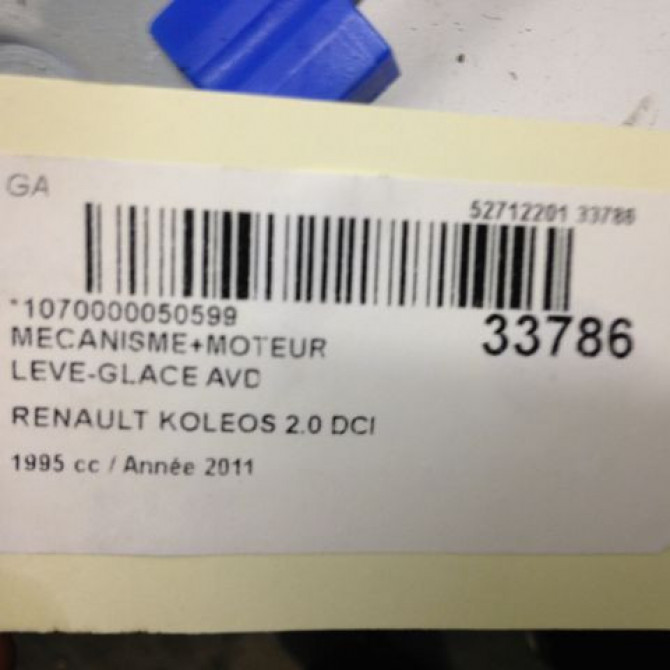 GA
52712201 33786
*1070000050599
33786
MECANISME+MOTEUR
LEVE-GLACE AVD
RENAULT KOLEOS 2.0 DCI
1995 cc / Année 2011